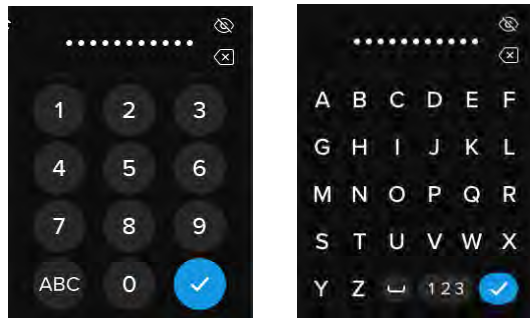 1 2 3
4 5 6
7 8 9
ABC 0
A B C D E F
G H I J K L
M N O P Q R
S T U V W X
Y Z 123